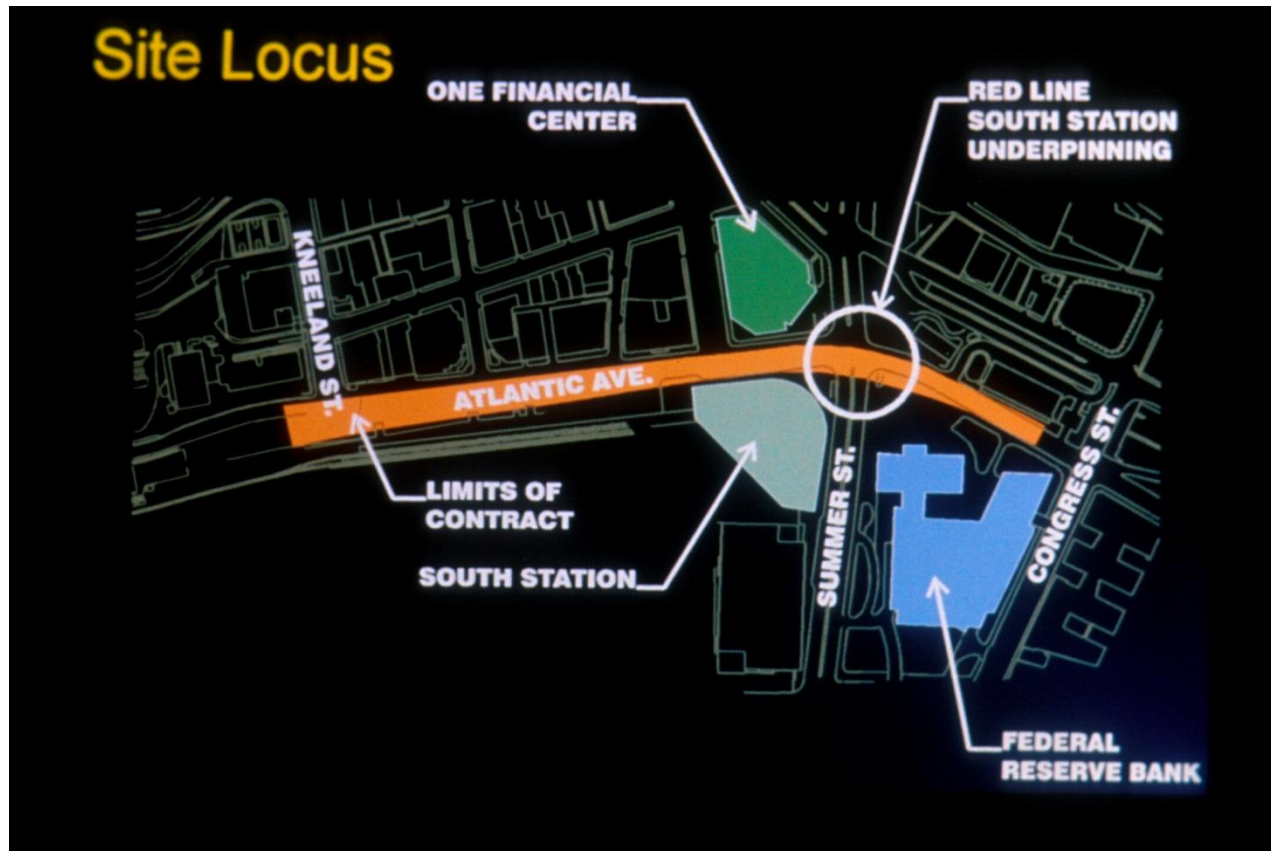 Site Locus
ONE FINANCIAL
CENTER
RED LINE
SOUTH STATION
UNDERPINNING
KNEELAND ST.
ATLANTIC AVE.
LIMITS OF
CONTRACT
SOUTH STATION
SUMMER ST.
CONGRESS ST.
FEDERAL
RESERVE BANK